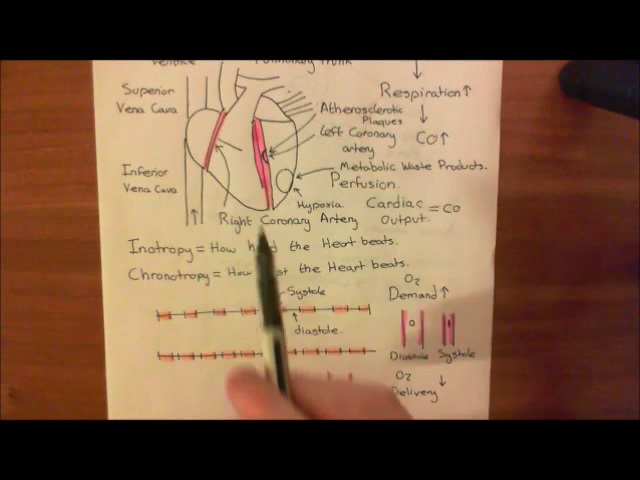 Pulmonary Trunk
Superior
Vena Cava
Respiration↑
Atherosclerotic
Plaques
Left Coronary
artery
CO↑
Metabolic Waste Products.
Inferior
Vena Cava
Perfusion.
Hypoxia.
Cardiac = CO
Output.
Right Coronary Artery
Inotropy = How the Heart beats.
Chronotropy = How the Heart beats.
Systole
diastole.
O2
Demand↑
Diastole Systole
O2
Delivery ↓